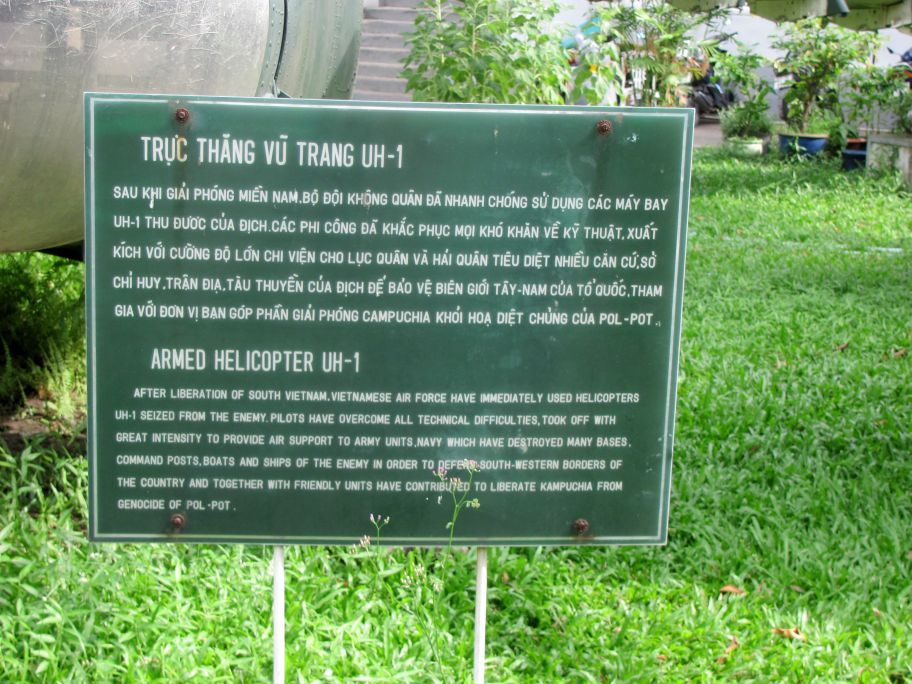 TRỰC THĂNG VŨ TRANG UH-1
SAU KHI GIẢI PHÓNG MIỀN NAM.BỘ ĐỘI KHÔNG QUÂN ĐÃ NHANH CHÓNG SỬ DỤNG CÁC MÁY BAY
UH-1 THU ĐƯỢC CỦA ĐỊCH.CÁC PHI CÔNG ĐÃ KHẮC PHỤC MỌI KHÓ KHĂN VỀ KỸ THUẬT,XUẤT
KÍCH VỚI CƯỜNG ĐỘ LỚN CHI VIỆN CHO LỤC QUÂN VÀ HẢI QUÂN TIÊU DIỆT NHIỀU CĂN CỨ,SỞ
CHỈ HUY,TRẬN ĐỊA,TÀU THUYỀN CỦA ĐỊCH ĐỂ BẢO VỆ BIÊN GIỚI TÂY-NAM CỦA TỔ QUỐC,THAM
GIA VỚI ĐƠN VỊ BẠN GÓP PHẦN GIẢI PHÓNG CAMPUCHIA KHỎI HOẠ DIỆT CHỦNG CỦA POL-POT.
ARMED HELICOPTER UH-1
AFTER LIBERATION OF SOUTH VIETNAM,VIETNAMESE AIR FORCE HAVE IMMEDIATELY USED HELICOPTERS
UH-1 SEIZED FROM THE ENEMY.PILOTS HAVE OVERCOME ALL TECHNICAL DIFFICULTIES,TOOK OFF WITH
GREAT INTENSITY TO PROVIDE AIR SUPPORT TO ARMY UNITS,NAVY WHICH HAVE DESTROYED MANY BASES,
COMMAND POSTS,BOATS AND SHIPS OF THE ENEMY IN ORDER TO DEFEND SOUTH-WESTERN BORDERS OF
THE COUNTRY AND TOGETHER WITH FRIENDLY UNITS HAVE CONTRIBUTED TO LIBERATE KAMPUCHIA FROM
GENOCIDE OF POL-POT.